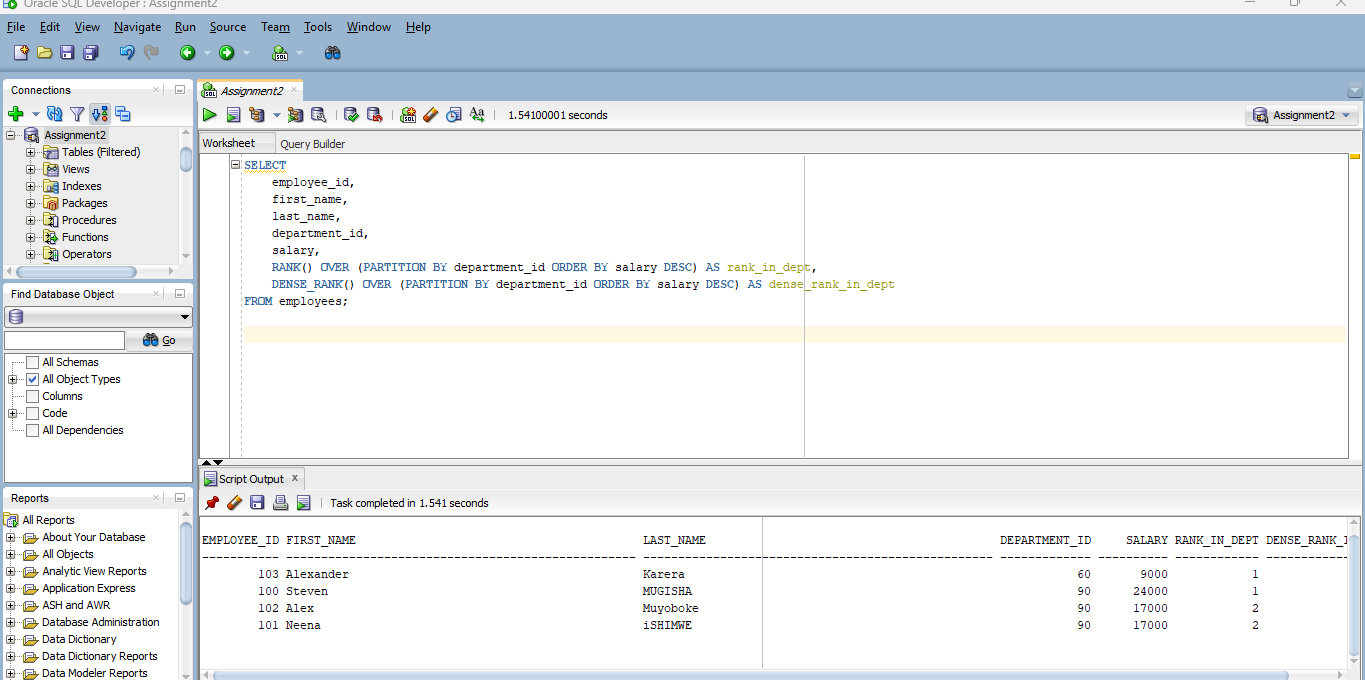 Oracle SQL Developer : Assignment2
File Edit View Navigate Run Source Team Tools Window Help
Connections
Assignment2
Tables (Filtered)
Views
Indexes
Packages
Procedures
Functions
Operators
Find Database Object
Go
All Schemas
All Object Types
Columns
Code
All Dependencies
Reports
All Reports
About Your Database
All Objects
Analytic View Reports
Application Express
ASH and AWR
Database Administration
Data Dictionary
Data Dictionary Reports
Data Modeler Reports
Assignment2
1.54100001 seconds
Assignment2
Worksheet Query Builder
SELECT
employee_id,
first_name,
last_name,
department_id,
salary,
RANK() OVER (PARTITION BY department_id ORDER BY salary DESC) AS rank_in_dept,
DENSE_RANK() OVER (PARTITION BY department_id ORDER BY salary DESC) AS dense_rank_in_dept
FROM employees;
Script Output
Task completed in 1.541 seconds
EMPLOYEE_ID FIRST_NAME LAST_NAME DEPARTMENT_ID SALARY RANK_IN_DEPT DENSE_RANK_I
103 Alexander Karera 60 9000 1
100 Steven MUGISHA 90 24000 1
102 Alex Muyoboke 90 17000 2
101 Neena iSHIMWE 90 17000 2